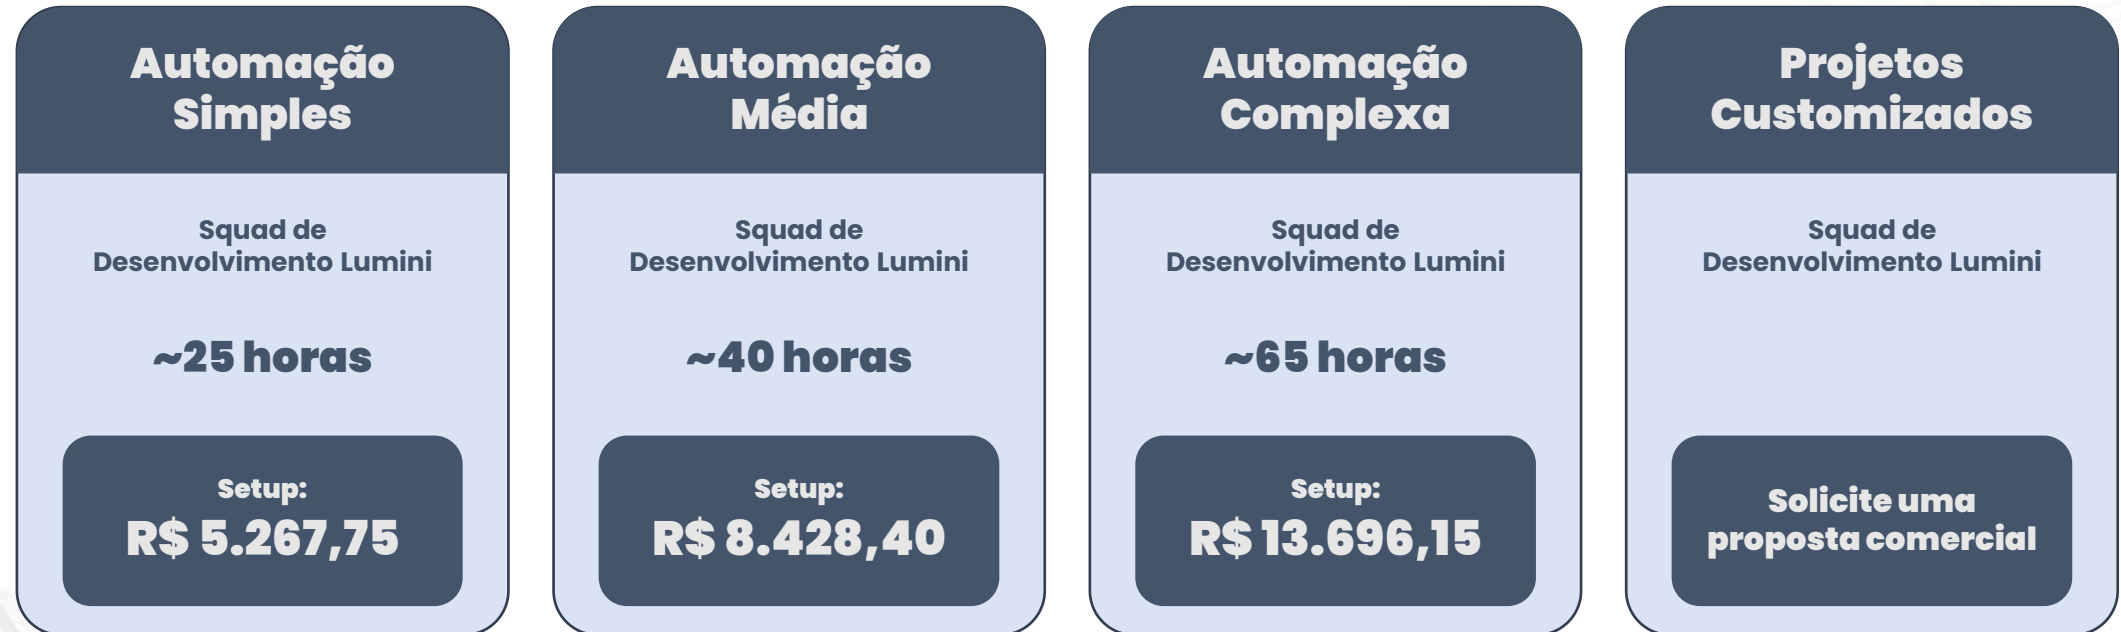 Automação
Simples
Squad de
Desenvolvimento Lumini
~25 horas
Setup:
R$ 5.267,75
Automação
Média
Squad de
Desenvolvimento Lumini
~40 horas
Setup:
R$ 8.428,40
Automação
Complexa
Squad de
Desenvolvimento Lumini
~65 horas
Setup:
R$ 13.696,15
Projetos
Customizados
Squad de
Desenvolvimento Lumini
Solicite uma
proposta comercial